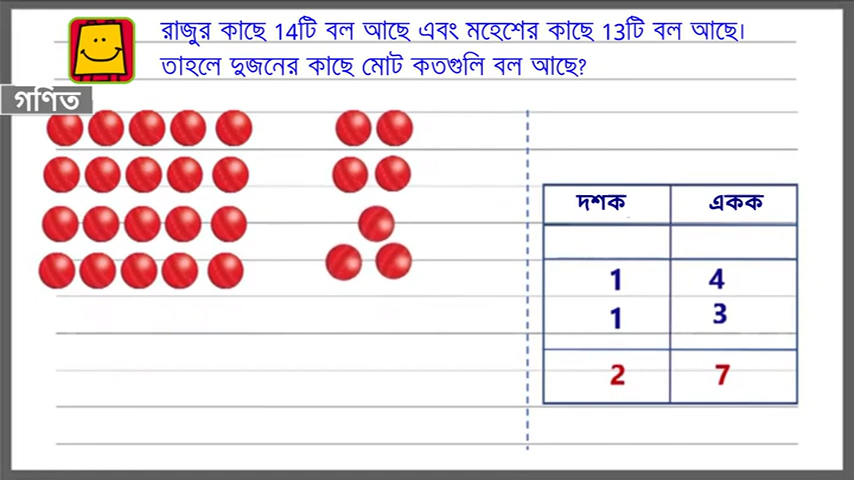 রাজুর কাছে 14টি বল আছে এবং মহেশের কাছে 13টি বল আছে।
তাহলে দুজনের কাছে মোট কতগুলি বল আছে?
গণিত
দশক একক
1 4
1 3
2 7